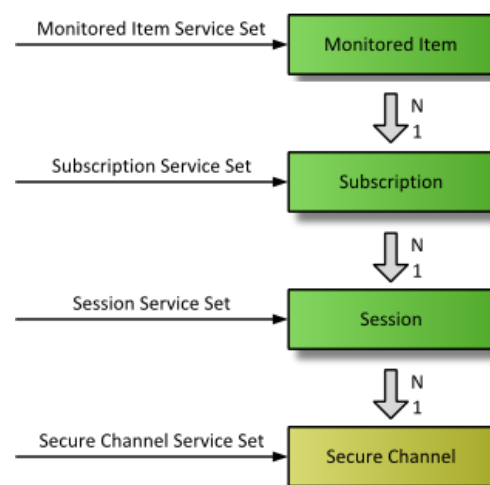 Monitored Item Service Set
Monitored Item
N
1
Subscription Service Set
Subscription
N
1
Session Service Set
Session
N
1
Secure Channel Service Set
Secure Channel